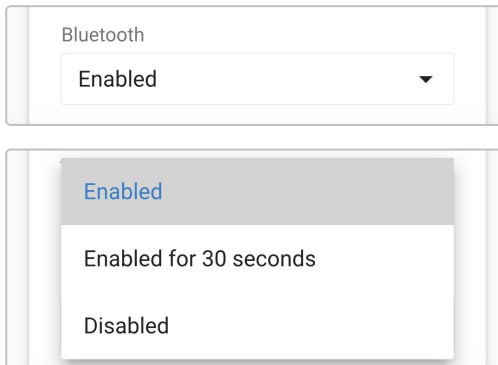 Bluetooth
Enabled
Enabled
Enabled for 30 seconds
Disabled